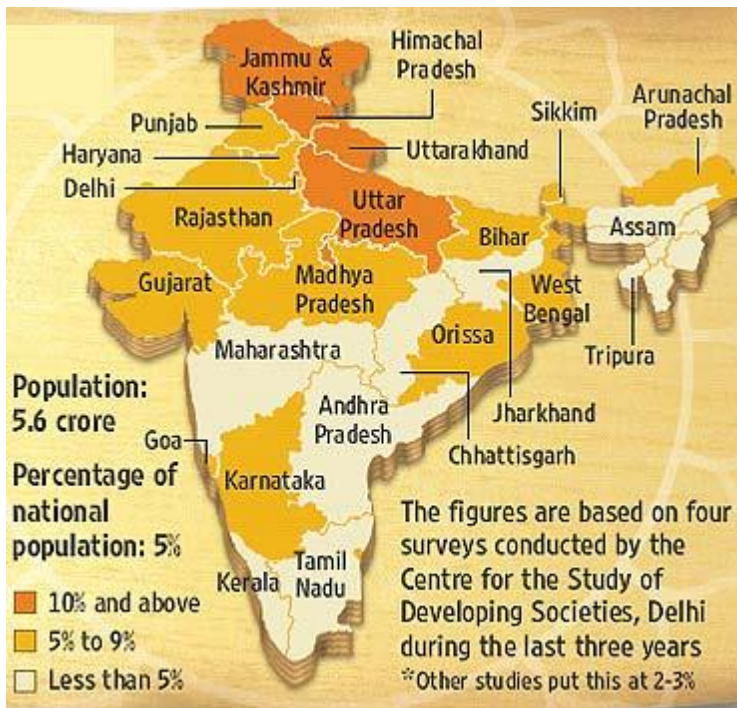 Jammu &
Kashmir
Himachal
Pradesh
Punjab
Sikkim
Arunachal
Pradesh
Haryana
Uttarakhand
Delhi
Rajasthan
Uttar
Pradesh
Bihar
Assam
Gujarat
Madhya
Pradesh
West
Bengal
Orissa
Maharashtra
Tripura
Population:
5.6 crore
Andhra
Pradesh
Jharkhand
Goa
Chhattisgarh
Percentage of
national
population: 5%
Karnataka
Kerala
Tamil
Nadu
10% and above
5% to 9%
Less than 5%
The figures are based on four
surveys conducted by the
Centre for the Study of
Developing Societies, Delhi
during the last three years
*Other studies put this at 2-3%